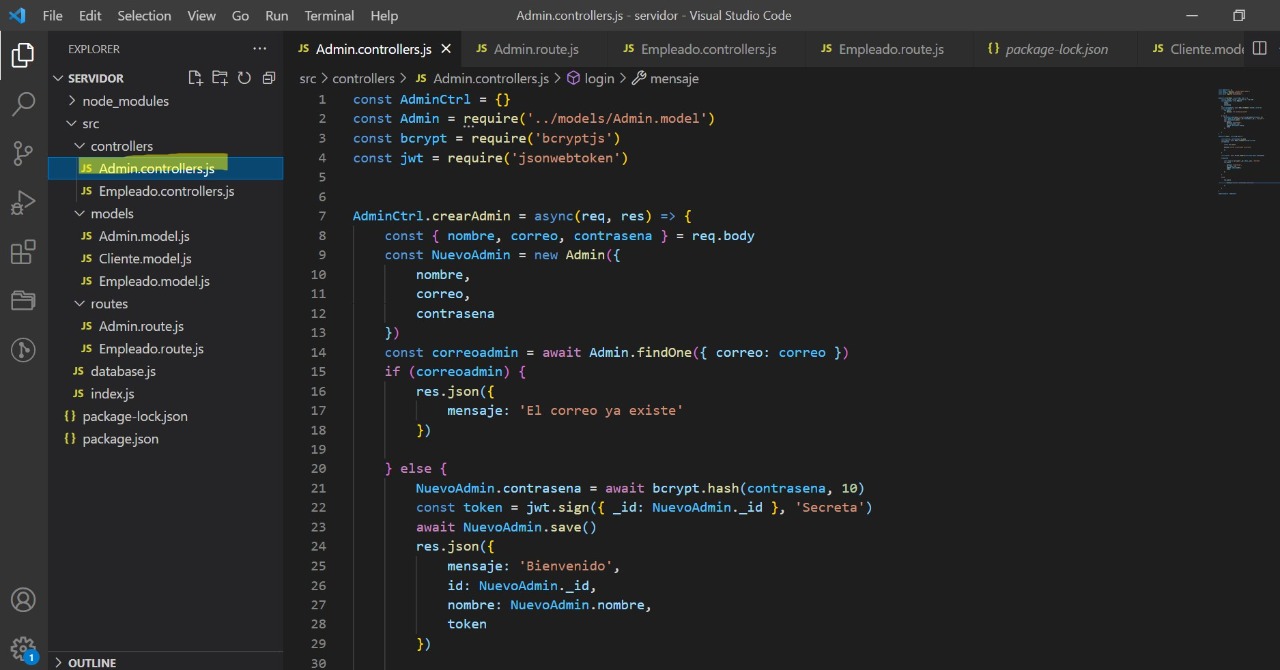 File Edit Selection View Go Run Terminal Help
Admin.controllers.js - servidor - Visual Studio Code
EXPLORER
SERVIDOR
node_modules
src
controllers
JS Admin.controllers.js
JS Empleado.controllers.js
models
JS Admin.model.js
JS Cliente.model.js
JS Empleado.model.js
routes
JS Admin.route.js
JS Empleado.route.js
JS database.js
JS index.js
{} package-lock.json
{} package.json
OUTLINE
1
JS Admin.controllers.js
JS Admin.route.js
JS Empleado.controllers.js
JS Empleado.route.js
{} package-lock.json
JS Cliente.mode
src > controllers > JS Admin.controllers.js > login > mensaje
1 const AdminCtrl = {}
2 const Admin = require('../models/Admin.model')
3 const bcrypt = require('bcryptjs')
4 const jwt = require('jsonwebtoken')
5
6
7 AdminCtrl.crearAdmin = async(req, res) => {
8 const { nombre, correo, contrasena } = req.body
9 const NuevoAdmin = new Admin({
10 nombre,
11 correo,
12 contrasena
13 })
14 const correoadmin = await Admin.findOne({ correo: correo })
15 if (correoadmin) {
16 res.json({
17 mensaje: 'El correo ya existe'
18 })
19
20 } else {
21 NuevoAdmin.contrasena = await bcrypt.hash(contrasena, 10)
22 const token = jwt.sign({ _id: NuevoAdmin._id }, 'Secreta')
23 await NuevoAdmin.save()
24 res.json({
25 mensaje: 'Bienvenido',
26 id: NuevoAdmin._id,
27 nombre: NuevoAdmin.nombre,
28 token
29 })
30